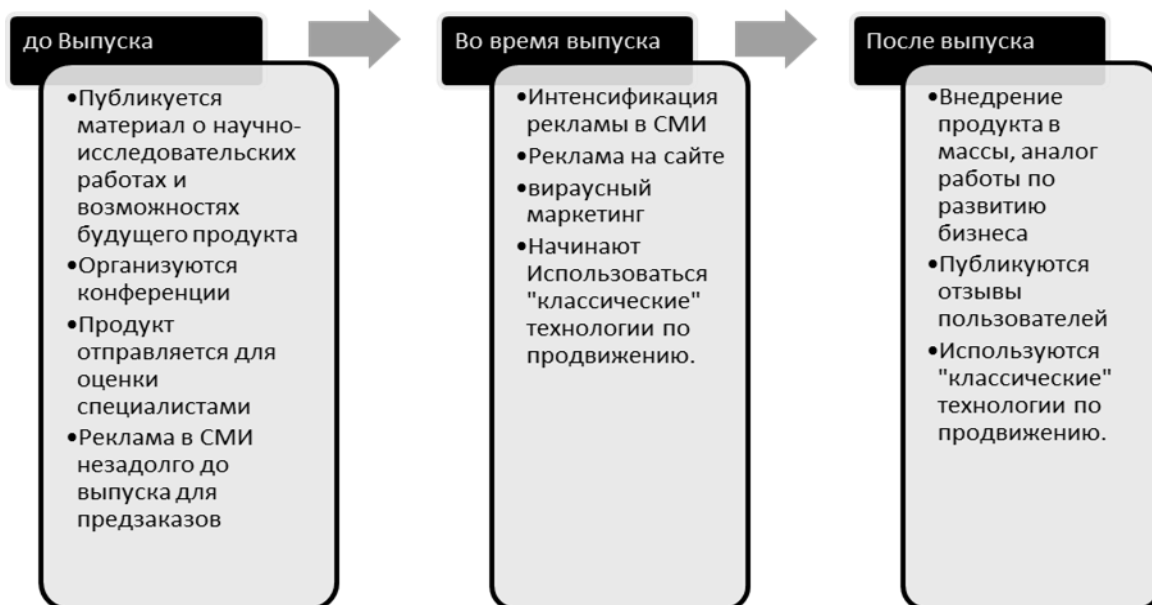 до Выпуска
•Публикуется
материал о научно-
исследовательских
работах и
возможностях
будущего продукта
•Организуются
конференции
•Продукт
отправляется для
оценки
специалистами
•Реклама в СМИ
незадолго до
выпуска для
предзаказов
Во время выпуска
•Интенсификация
рекламы в СМИ
•Реклама на сайте
•вираусный
маркетинг
•Начинают
Использоваться
"классические"
технологии по
продвижению.
После выпуска
•Внедрение
продукта в
массы, аналог
работы по
развитию
бизнеса
•Публикуются
отзывы
пользователей
•Используются
"классические"
технологии по
продвижению.